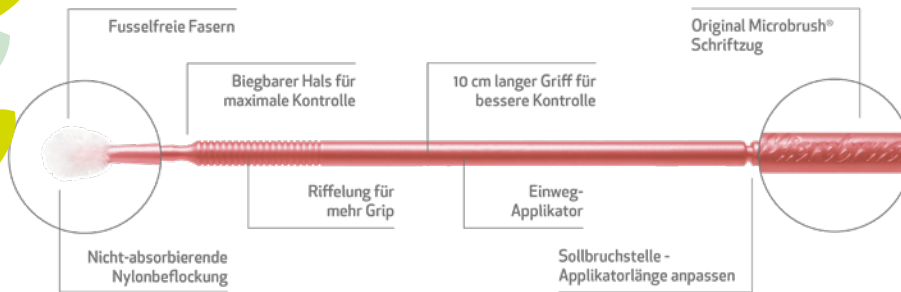 Fusselfreie Fasern
Original Microbrush®
Schriftzug
Biegbarer Hals für
maximale Kontrolle
10 cm langer Griff für
bessere Kontrolle
Riffelung für
mehr Grip
Einweg-
Applikator
Nicht-absorbierende
Nylonbeflockung
Sollbruchstelle -
Applikatorlänge anpassen